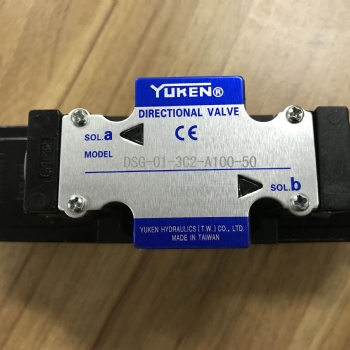 YUKEN®
DIRECTIONAL VALVE
SOL.a
CE
MODEL DSG-01-3C2-A100-50
SOL.b
YUKEN HYDRAULICS (T.W.) CO., LTD.
MADE IN TAIWAN